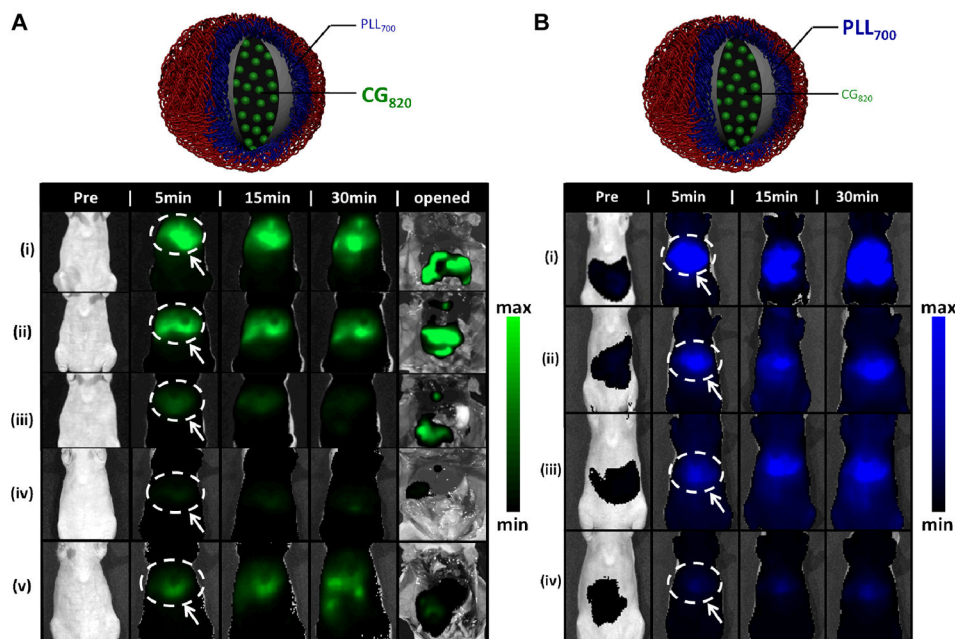 A
PLL700
CG820
Pre | 5min | 15min | 30min | opened
(i)
(ii)
(iii)
(iv)
(v)
max
min
B
PLL700
CG820
Pre | 5min | 15min | 30min
(i)
(ii)
(iii)
(iv)
max
min